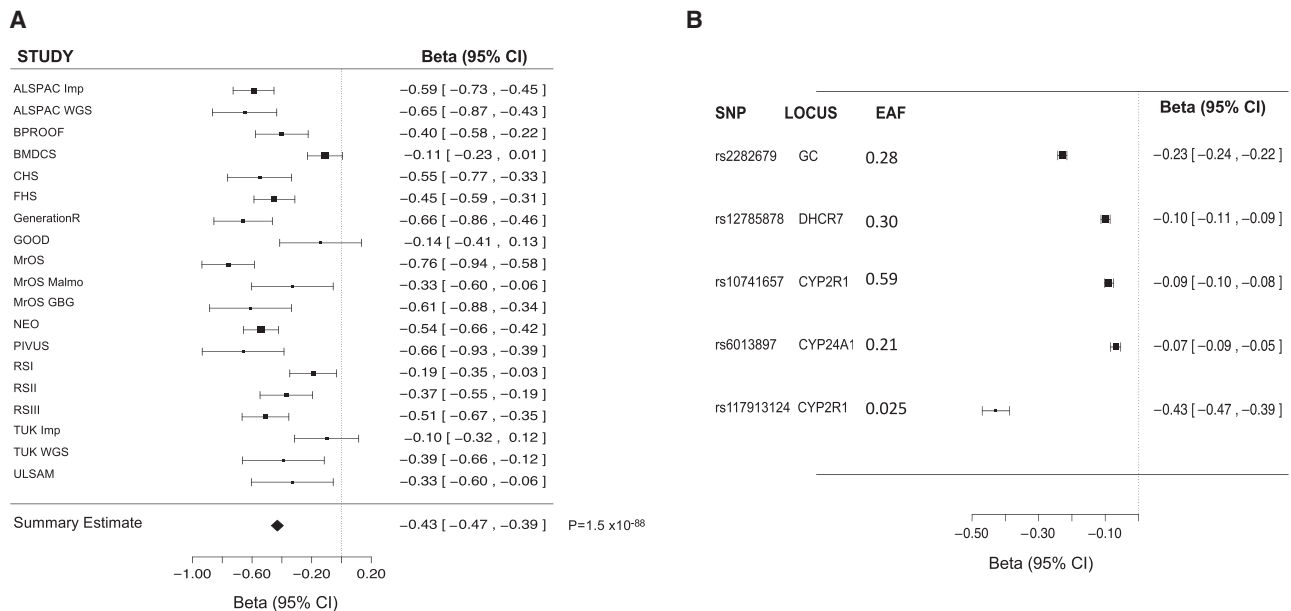 A
STUDY Beta (95% CI)
ALSPAC Imp −0.59 [ −0.73 , −0.45 ]
ALSPAC WGS −0.65 [ −0.87 , −0.43 ]
BPROOF −0.40 [ −0.58 , −0.22 ]
BMDCS −0.11 [ −0.23 , 0.01 ]
CHS −0.55 [ −0.77 , −0.33 ]
FHS −0.45 [ −0.59 , −0.31 ]
GenerationR −0.66 [ −0.86 , −0.46 ]
GOOD −0.14 [ −0.41 , 0.13 ]
MrOS −0.76 [ −0.94 , −0.58 ]
MrOS Malmo −0.33 [ −0.60 , −0.06 ]
MrOS GBG −0.61 [ −0.88 , −0.34 ]
NEO −0.54 [ −0.66 , −0.42 ]
PIVUS −0.66 [ −0.93 , −0.39 ]
RSI −0.19 [ −0.35 , −0.03 ]
RSII −0.37 [ −0.55 , −0.19 ]
RSIII −0.51 [ −0.67 , −0.35 ]
TUK Imp −0.10 [ −0.32 , 0.12 ]
TUK WGS −0.39 [ −0.66 , −0.12 ]
ULSAM −0.33 [ −0.60 , −0.06 ]
Summary Estimate −0.43 [ −0.47 , −0.39 ] P=1.5 x10-88
−1.00 −0.60 −0.20 0.20
Beta (95% CI)
B
SNP LOCUS EAF Beta (95% CI)
rs2282679 GC 0.28 −0.23 [ −0.24 , −0.22 ]
rs12785878 DHCR7 0.30 −0.10 [ −0.11 , −0.09 ]
rs10741657 CYP2R1 0.59 −0.09 [ −0.10 , −0.08 ]
rs6013897 CYP24A1 0.21 −0.07 [ −0.09 , −0.05 ]
rs117913124 CYP2R1 0.025 −0.43 [ −0.47 , −0.39 ]
−0.50 −0.30 −0.10
Beta (95% CI)